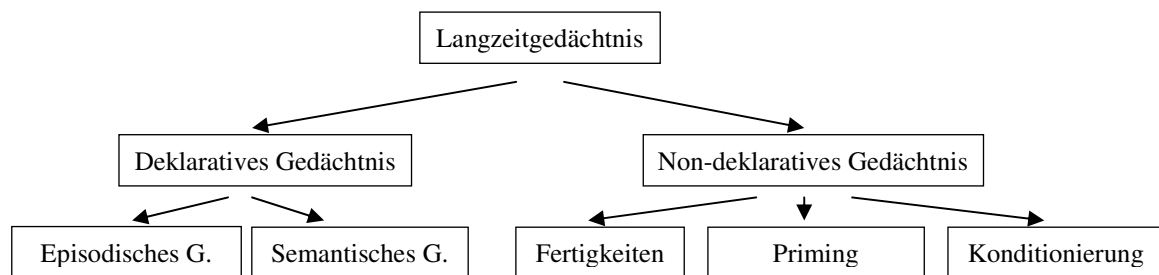 Langzeitgedächtnis
Deklaratives Gedächtnis
Non-deklaratives Gedächtnis
Episodisches G.
Semantisches G.
Fertigkeiten
Priming
Konditionierung